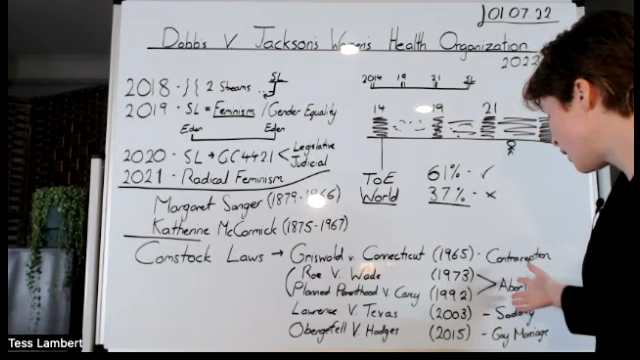 01 07 22
Dobbs V. Jackson's Women's Health Organization
2022
2018 - }{ 2 Streams ...
SL
2019 - SL = Feminism / Gender Equality
Eden Eden
2020 - SL → GC4421 < Legislative
Judicial
2021 - Radical Feminism
2014 19 21 SL
14 19 21
ToE 61% - ✓
World 37% - x
Margaret Sanger (1879-1966)
Katherine McCormick (1875-1967)
Comstock Laws → Griswold v Connecticut (1965) - Contraception
Roe V. Wade (1973)
> Abor
Planned Parenthood v. Casey (1992)
Lawrence v. Texas (2003) - Sodomy
Obergefell v. Hodges (2015) - Gay Marriage
Tess Lambert